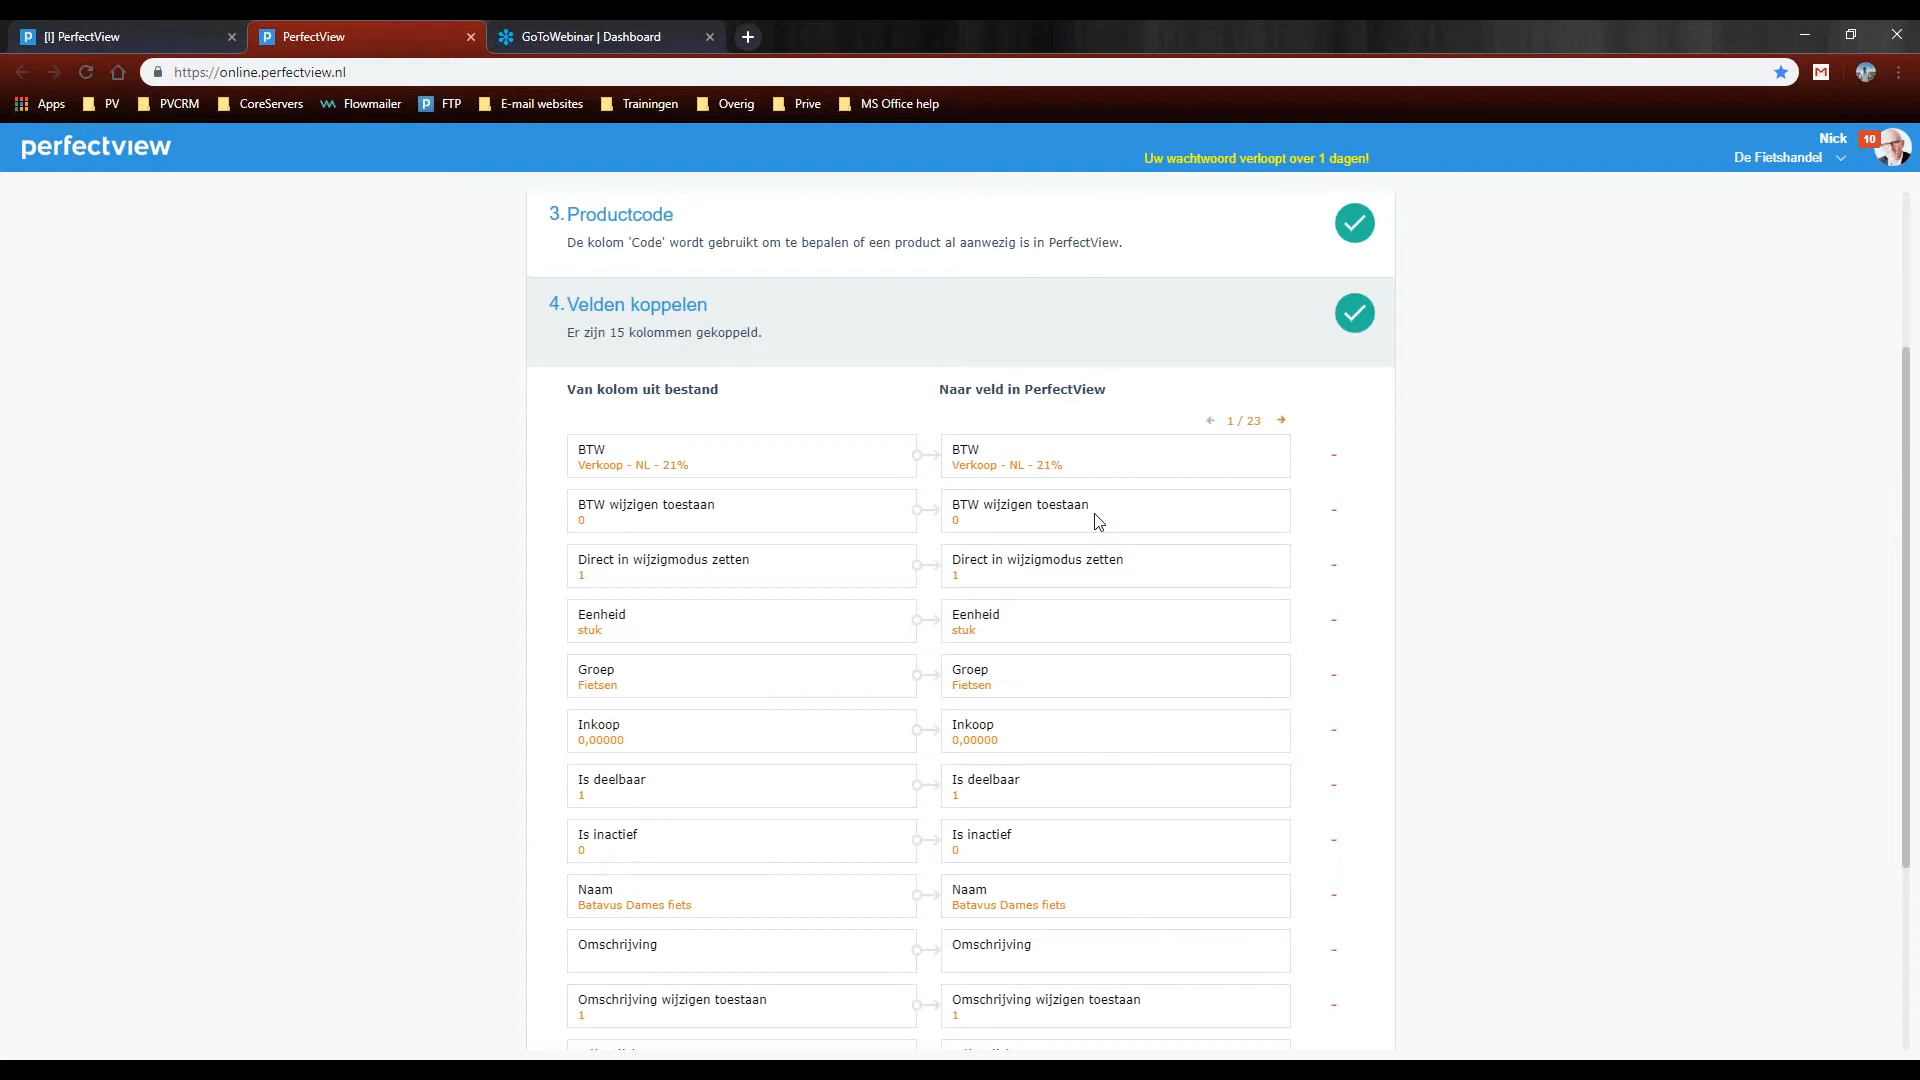 [I] PerfectView
PerfectView
GoToWebinar | Dashboard
https://online.perfectview.nl
Apps
PV
PVCRM
CoreServers
Flowmailer
FTP
E-mail websites
Trainingen
Overig
Prive
MS Office help
perfectview
Uw wachtwoord verloopt over 1 dagen!
Nick
10
De Fietshandel
3. Productcode
De kolom 'Code' wordt gebruikt om te bepalen of een product al aanwezig is in PerfectView.
4. Velden koppelen
Er zijn 15 kolommen gekoppeld.
Van kolom uit bestand
Naar veld in PerfectView
1 / 23
BTW
Verkoop - NL - 21%
BTW
Verkoop - NL - 21%
BTW wijzigen toestaan
0
BTW wijzigen toestaan
0
Direct in wijzigmodus zetten
1
Direct in wijzigmodus zetten
1
Eenheid
stuk
Eenheid
stuk
Groep
Fietsen
Groep
Fietsen
Inkoop
0,00000
Inkoop
0,00000
Is deelbaar
1
Is deelbaar
1
Is inactief
0
Is inactief
0
Naam
Batavus Dames fiets
Naam
Batavus Dames fiets
Omschrijving
Omschrijving
Omschrijving wijzigen toestaan
1
Omschrijving wijzigen toestaan
1